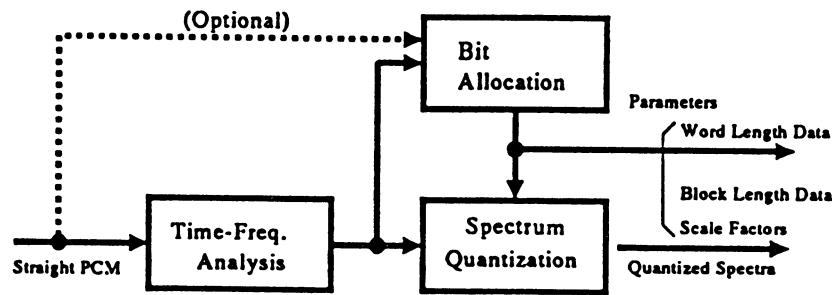 (Optional)
Bit
Allocation
Parameters
Word Length Data
Block Length Data
Scale Factors
Time-Freq.
Analysis
Spectrum
Quantization
Straight PCM
Quantized Spectra